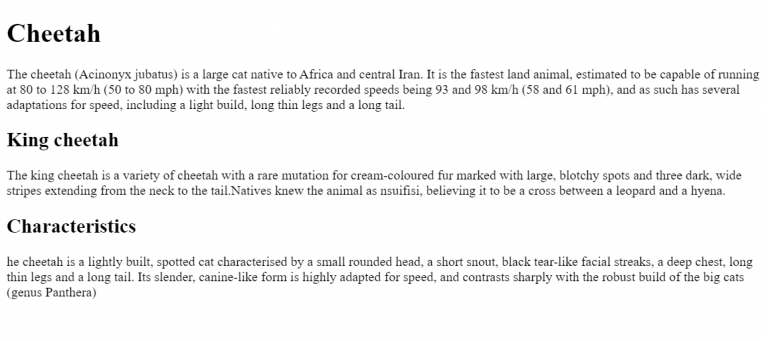 Cheetah
The cheetah (Acinonyx jubatus) is a large cat native to Africa and central Iran. It is the fastest land animal, estimated to be capable of running
at 80 to 128 km/h (50 to 80 mph) with the fastest reliably recorded speeds being 93 and 98 km/h (58 and 61 mph), and as such has several
adaptations for speed, including a light build, long thin legs and a long tail.
King cheetah
The king cheetah is a variety of cheetah with a rare mutation for cream-coloured fur marked with large, blotchy spots and three dark, wide
stripes extending from the neck to the tail.Natives knew the animal as nsuifisi, believing it to be a cross between a leopard and a hyena.
Characteristics
he cheetah is a lightly built, spotted cat characterised by a small rounded head, a short snout, black tear-like facial streaks, a deep chest, long
thin legs and a long tail. Its slender, canine-like form is highly adapted for speed, and contrasts sharply with the robust build of the big cats
(genus Panthera)